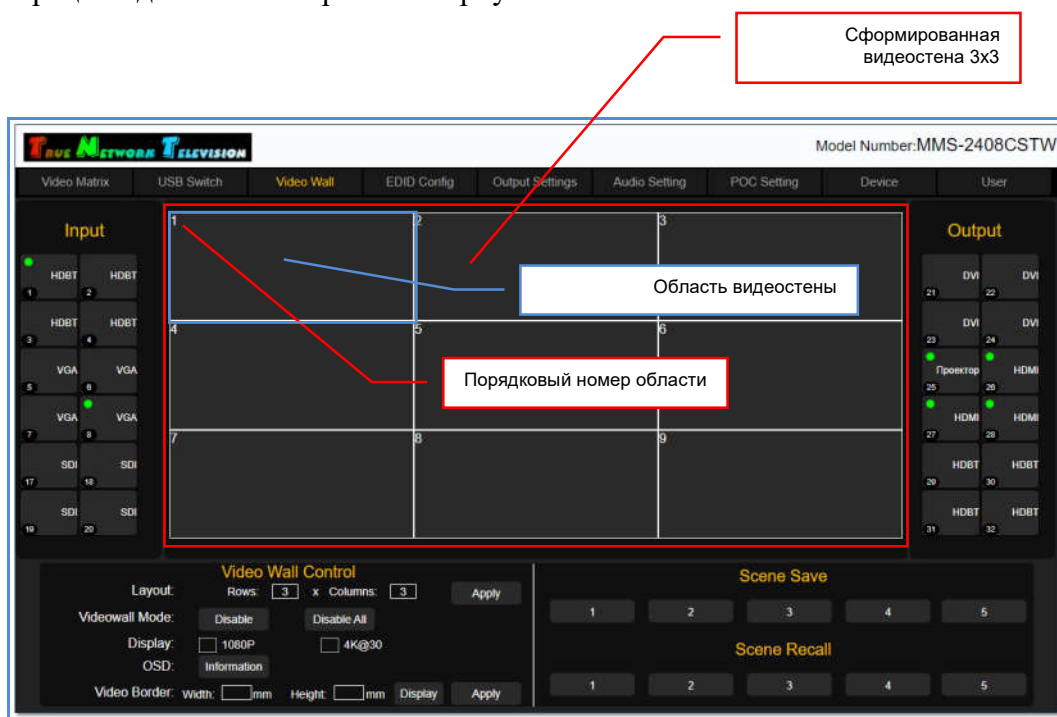 Сформированная
видеостена 3х3
TRUE NETWORK TELEVISION
Model Number:MMS-2408CSTW
Video Matrix USB Switch Video Wall EDID Config Output Settings Audio Setting POC Setting Device User
Input
1 2 3
Output
HDBT HDBT
1 2
DVI DVI
21 22
Область видеостены
HDBT HDBT
3 4
4 5 6
DVI DVI
23 24
VGA VGA
5 6
Порядковый номер области
Проектор HDMI
25 26
VGA VGA
7 8
7 8 9
HDMI HDMI
27 28
SDI SDI
17 18
HDBT HDBT
29 30
SDI SDI
19 20
HDBT HDBT
31 32
Video Wall Control
Layout: Rows: 3 x Columns: 3 Apply
Videowall Mode: Disable Disable All
Display: 1080P 4K@30
OSD: Information
Video Border: Width: mm Height: mm Display Apply
Scene Save
1 2 3 4 5
Scene Recall
1 2 3 4 5